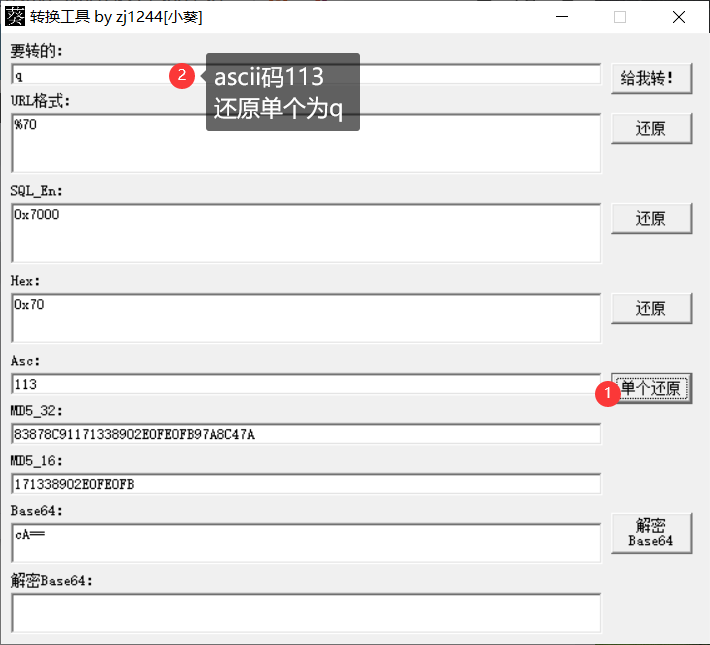 葵 转换工具 by zj1244[小葵]
要转的:
q
给我转!
2
ascii码113
还原单个为q
URL格式:
%70
还原
SQL_En:
0x7000
还原
Hex:
0x70
还原
Asc:
113
1
单个还原
MD5_32:
83878C91171338902E0FE0FB97A8C47A
MD5_16:
171338902E0FE0FB
Base64:
cA==
解密
Base64
解密Base64: